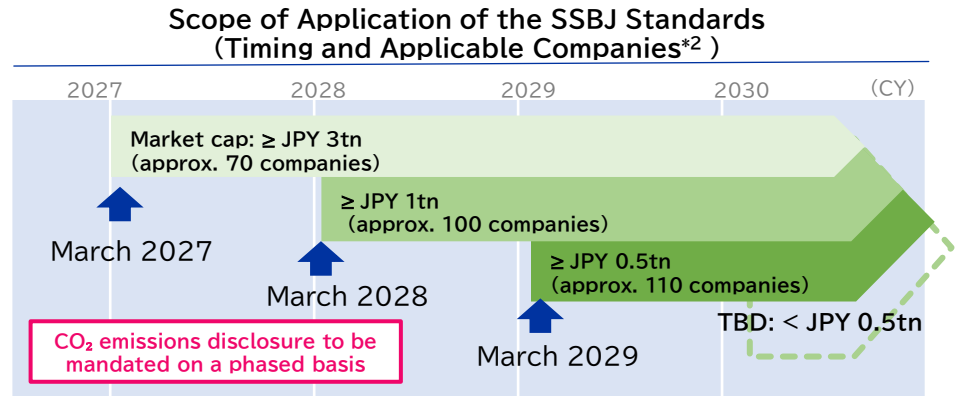 Scope of Application of the SSBJ Standards
(Timing and Applicable Companies*2 )
2027 2028 2029 2030 (CY)
Market cap: ≥ JPY 3tn
(approx. 70 companies)
≥ JPY 1tn
(approx. 100 companies)
March 2027
≥ JPY 0.5tn
(approx. 110 companies)
March 2028
TBD: < JPY 0.5tn
CO₂ emissions disclosure to be
mandated on a phased basis
March 2029